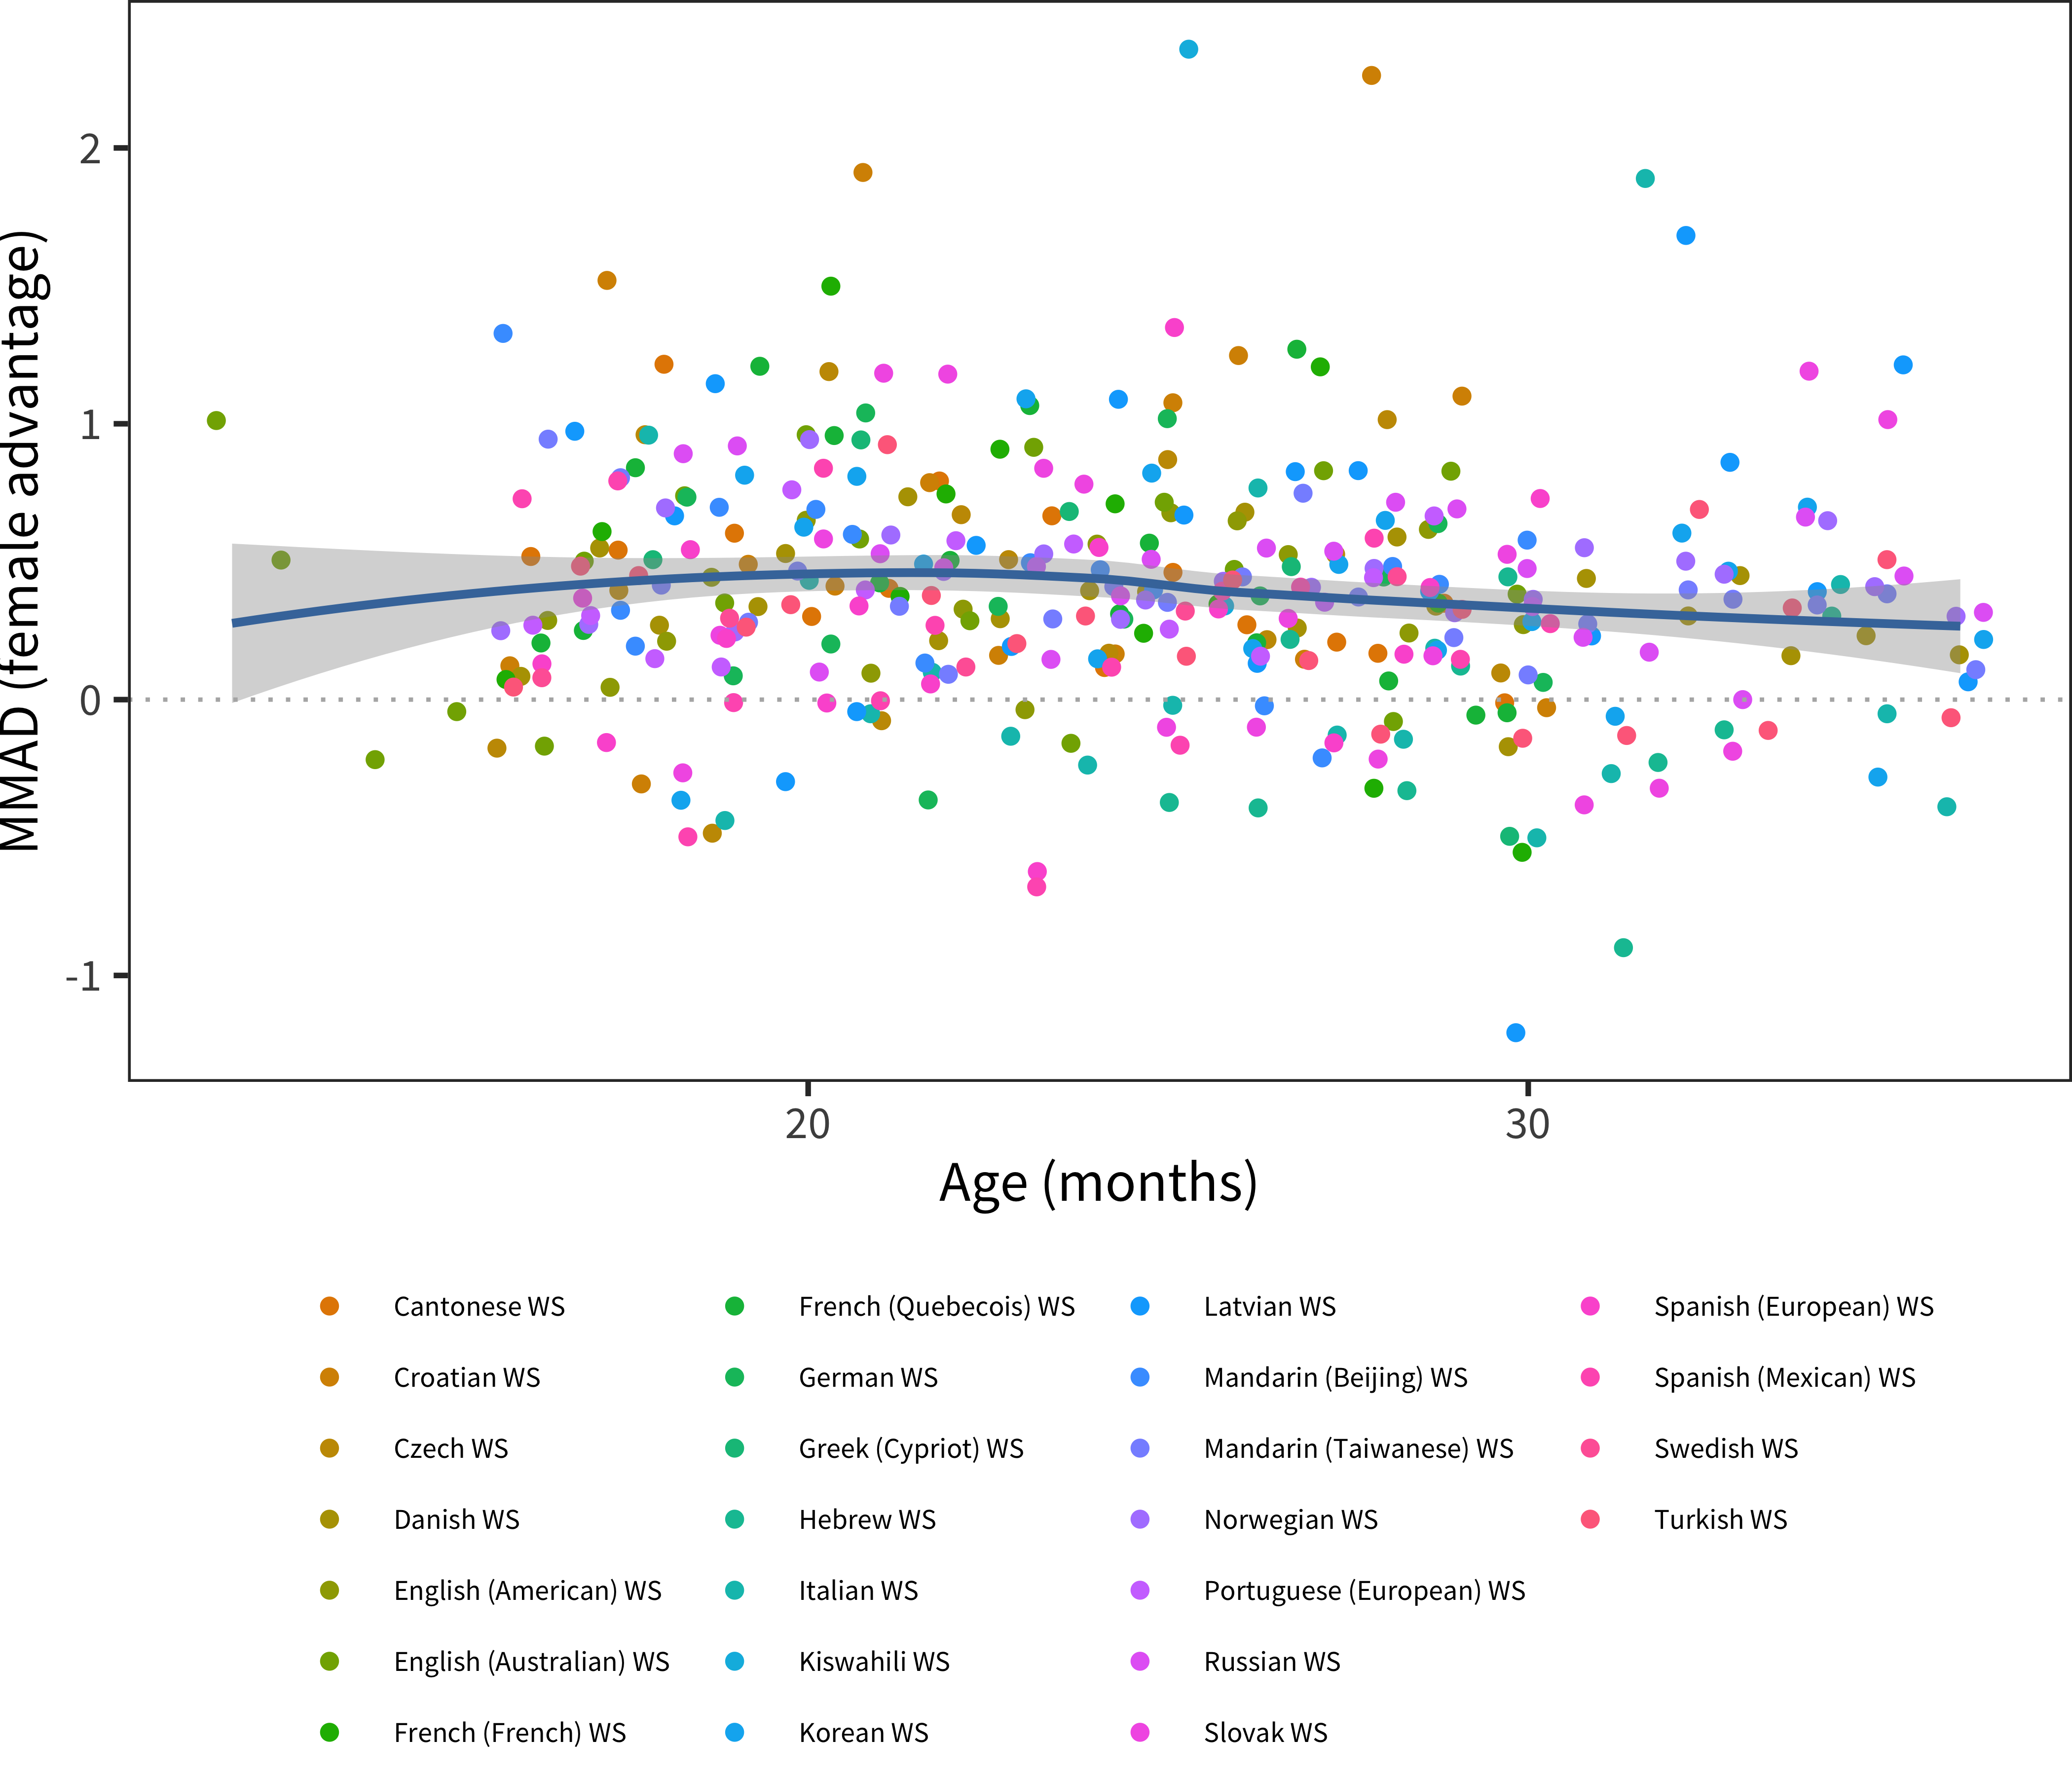 MMAD (female advantage)
2
1
0
-1
20
30
Age (months)
Cantonese WS
Croatian WS
Czech WS
Danish WS
English (American) WS
English (Australian) WS
French (French) WS
French (Quebecois) WS
German WS
Greek (Cypriot) WS
Hebrew WS
Italian WS
Kiswahili WS
Korean WS
Latvian WS
Mandarin (Beijing) WS
Mandarin (Taiwanese) WS
Norwegian WS
Portuguese (European) WS
Russian WS
Slovak WS
Spanish (European) WS
Spanish (Mexican) WS
Swedish WS
Turkish WS